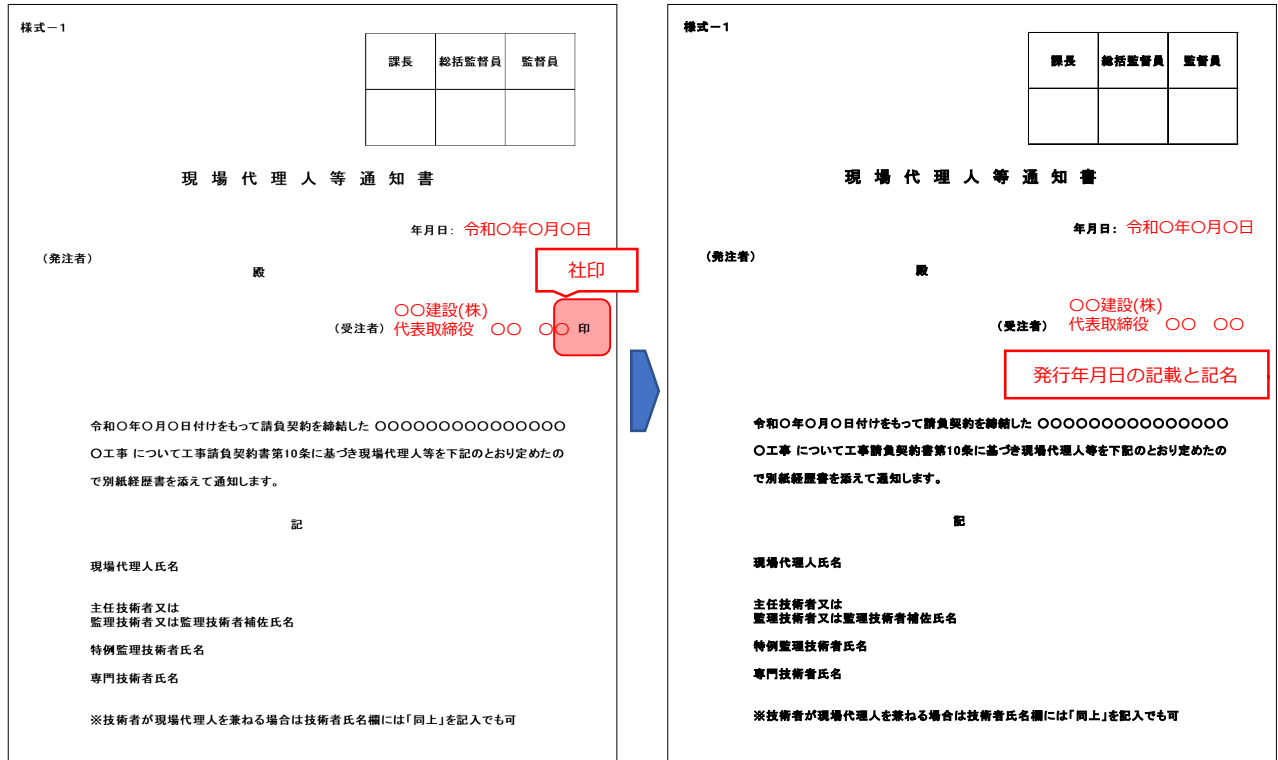 様式－1
課長 総括監督員 監督員
現場代理人等通知書
年月日： 令和〇年〇月〇日
（発注者）
殿
社印
〇〇建設(株)
（受注者） 代表取締役　〇〇　〇〇 印
令和〇年〇月〇日付けをもって請負契約を締結した 〇〇〇〇〇〇〇〇〇〇〇〇〇〇〇
〇工事 について工事請負契約書第10条に基づき現場代理人等を下記のとおり定めたの
で別紙経歴書を添えて通知します。
記
現場代理人氏名
主任技術者又は
監理技術者又は監理技術者補佐氏名
特例監理技術者氏名
専門技術者氏名
※技術者が現場代理人を兼ねる場合は技術者氏名欄には「同上」を記入でも可
様式－1
課長 総括監督員 監督員
現場代理人等通知書
年月日： 令和〇年〇月〇日
（発注者）
殿
〇〇建設(株)
（受注者） 代表取締役　〇〇　〇〇
発行年月日の記載と記名
令和〇年〇月〇日付けをもって請負契約を締結した 〇〇〇〇〇〇〇〇〇〇〇〇〇〇〇
〇工事 について工事請負契約書第10条に基づき現場代理人等を下記のとおり定めたの
で別紙経歴書を添えて通知します。
記
現場代理人氏名
主任技術者又は
監理技術者又は監理技術者補佐氏名
特例監理技術者氏名
専門技術者氏名
※技術者が現場代理人を兼ねる場合は技術者氏名欄には「同上」を記入でも可